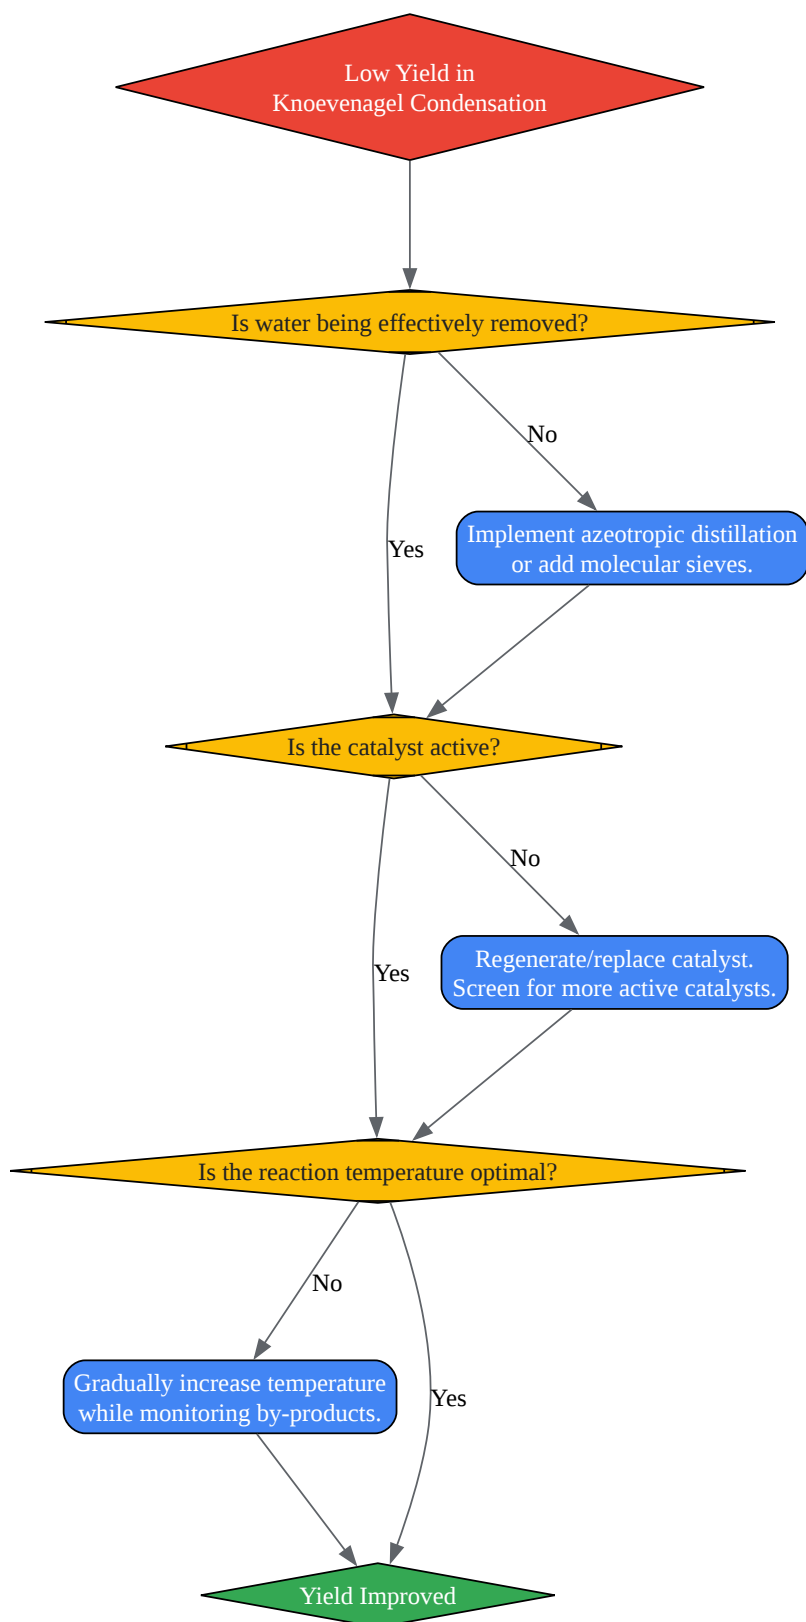 Low Yield in
Knoevenagel Condensation
Is water being effectively removed?
No
Yes
Implement azeotropic distillation
or add molecular sieves.
Is the catalyst active?
No
Yes
Regenerate/replace catalyst.
Screen for more active catalysts.
Is the reaction temperature optimal?
No
Gradually increase temperature
while monitoring by-products.
Yes
Yield Improved